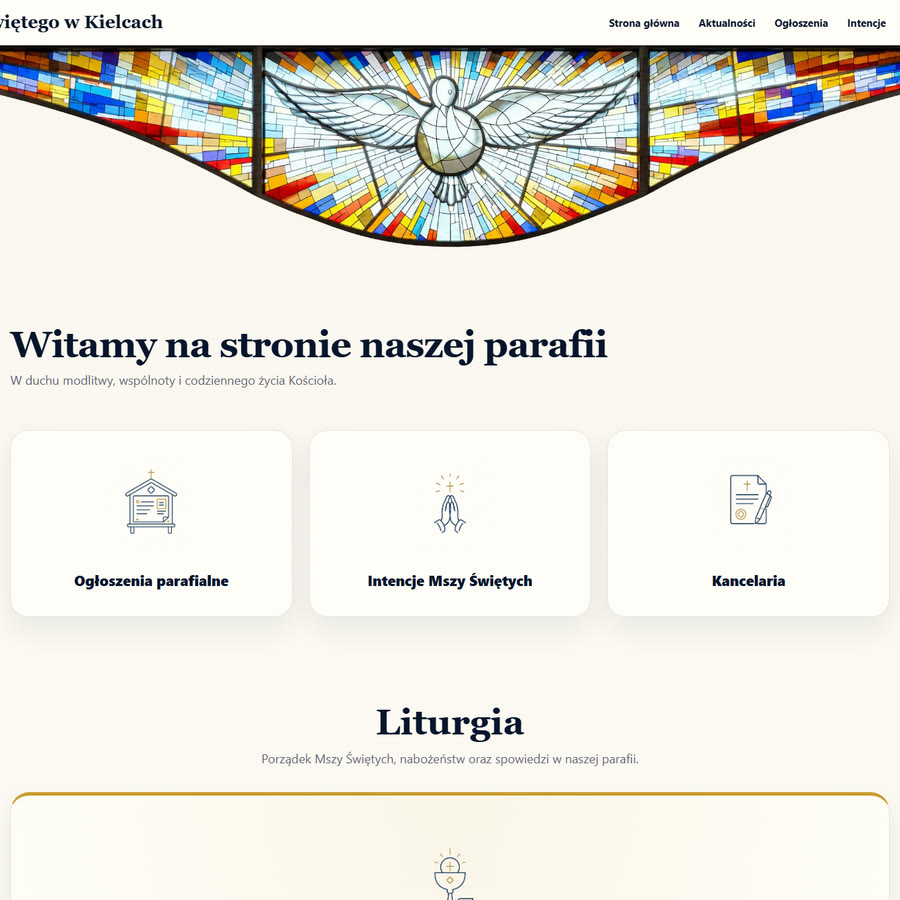 w Kielcach
Strona główna Aktualności Ogłoszenia Intencje
Witamy na stronie naszej parafii
W duchu modlitwy, wspólnoty i codziennego życia Kościoła.
Ogłoszenia parafialne
Intencje Mszy Świętych
Kancelaria
Liturgia
Porządek Mszy Świętych, nabożeństw oraz spowiedzi w naszej parafii.